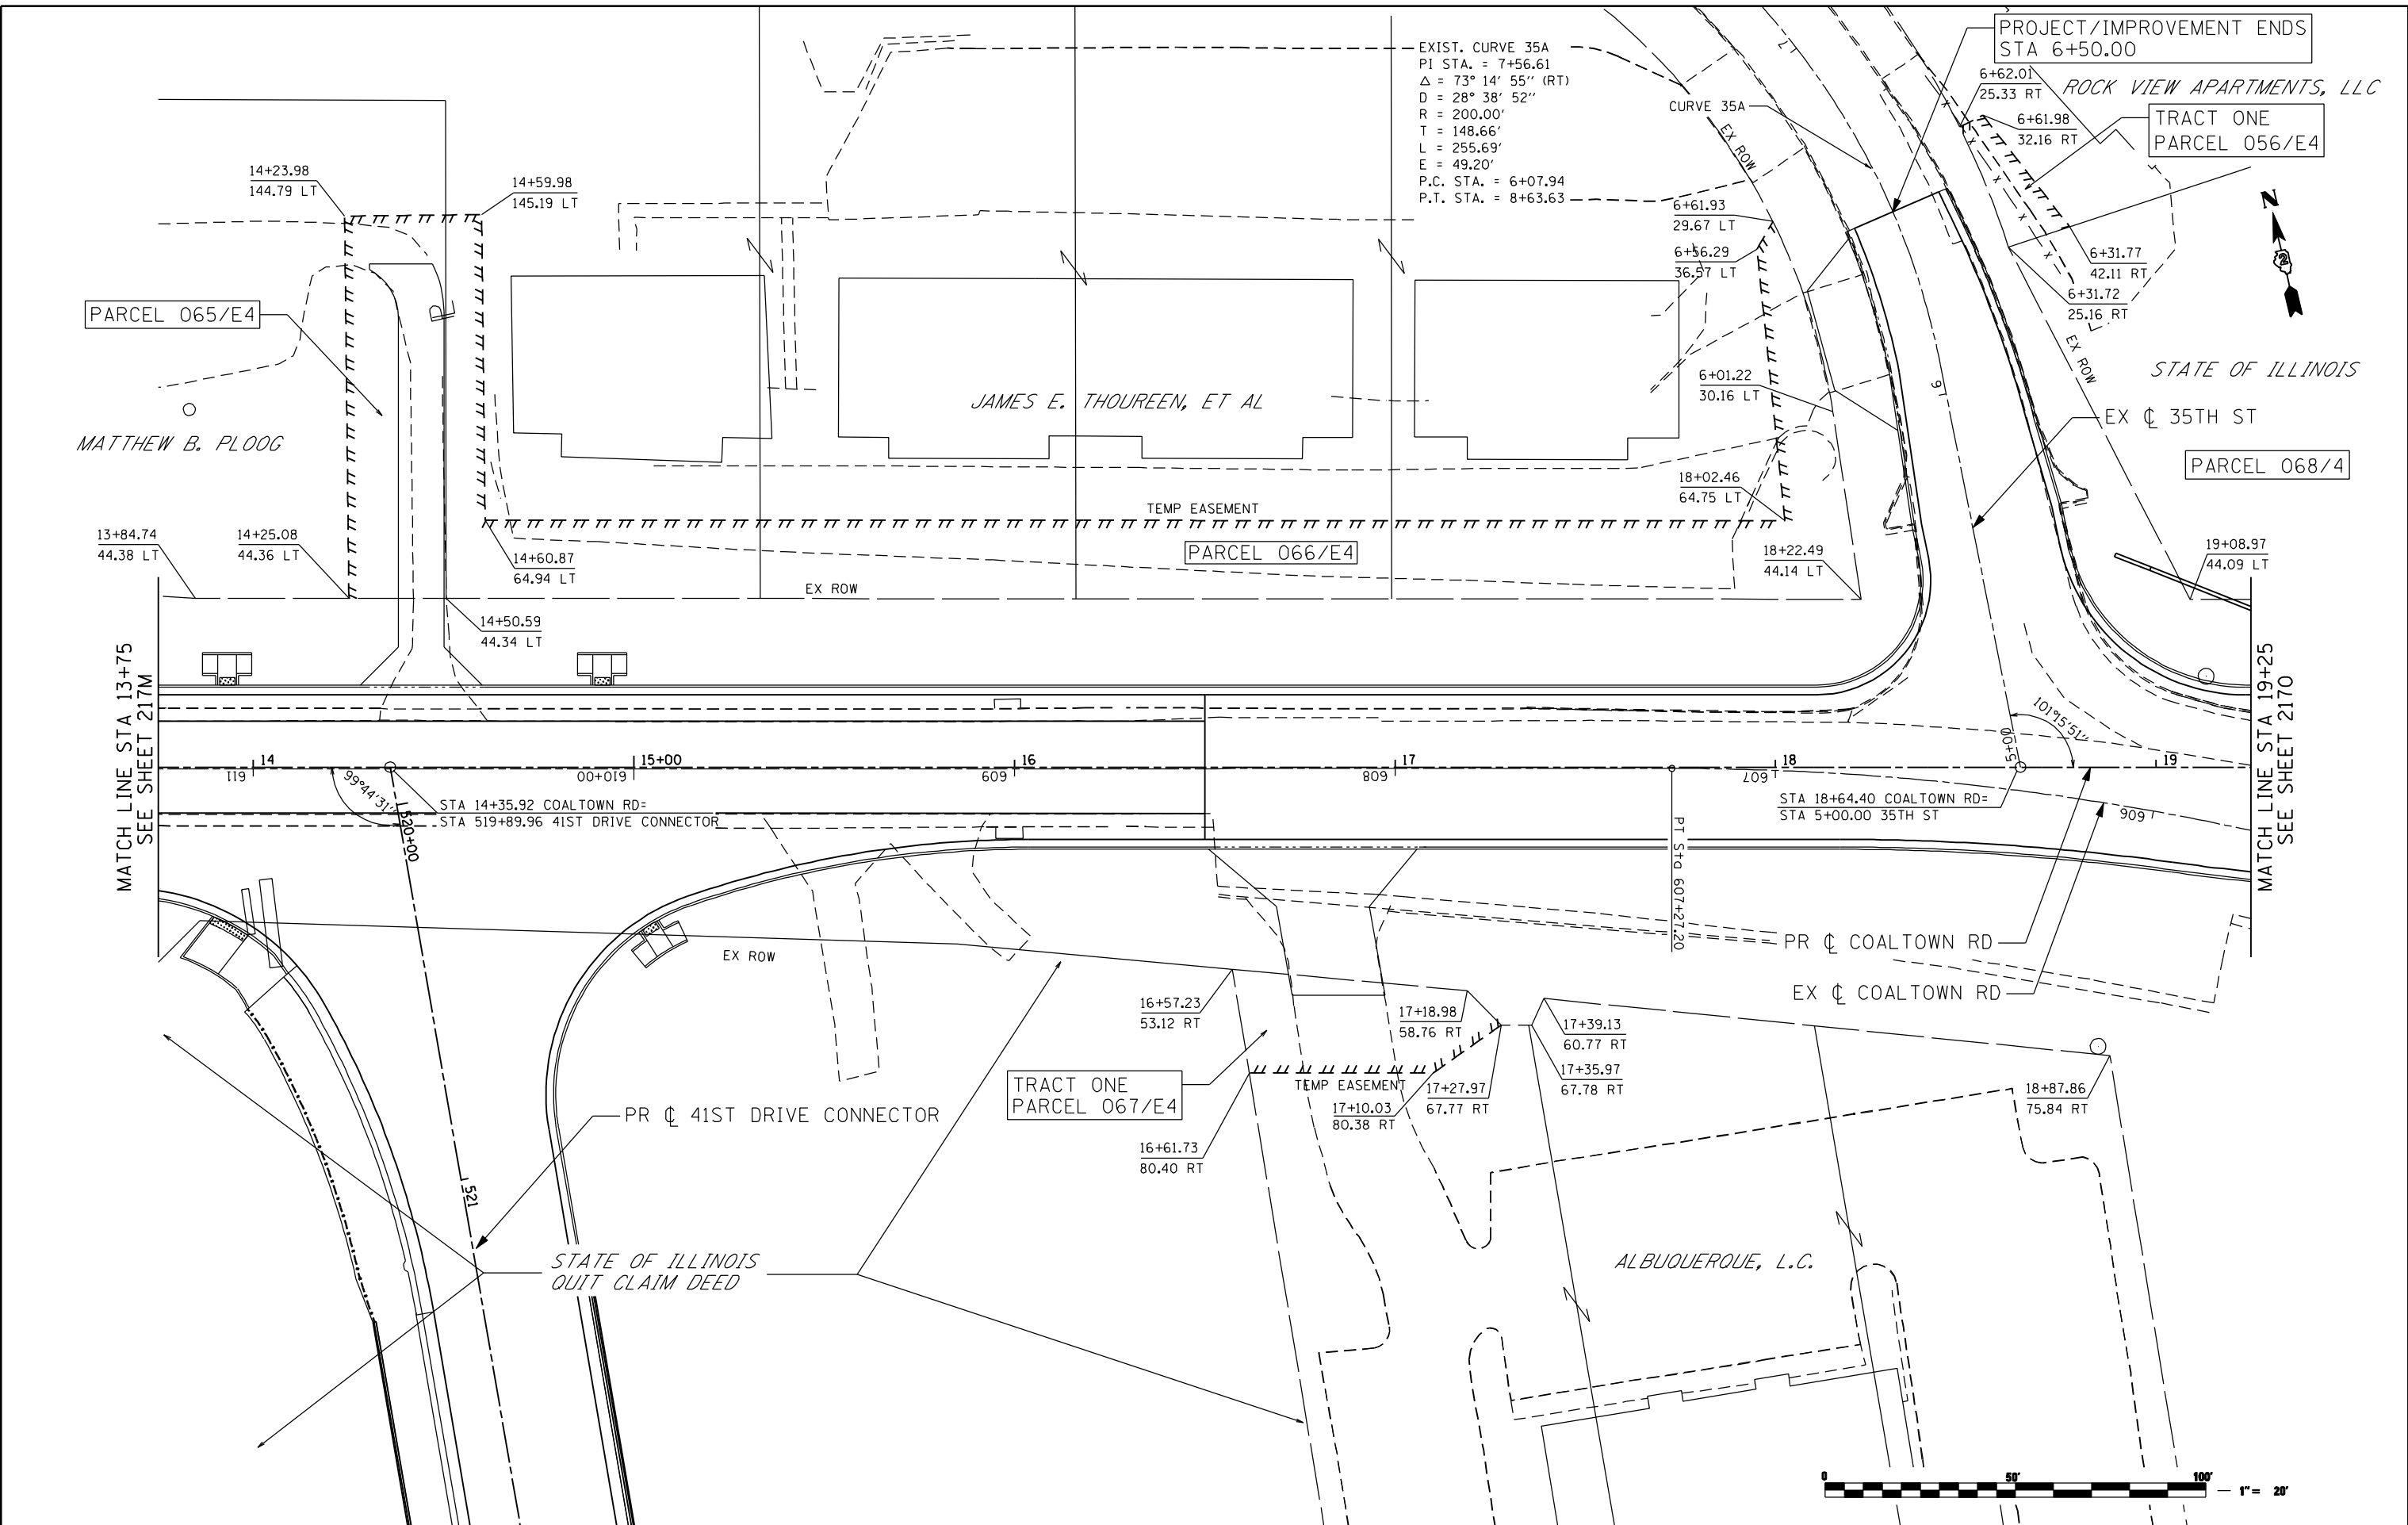 PROJECT/IMPROVEMENT ENDS
STA 6+50.00
EXIST. CURVE 35A
PI STA. = 7+56.61
Δ = 73° 14' 55'' (RT)
D = 28° 38' 52''
R = 200.00'
T = 148.66'
L = 255.69'
E = 49.20'
P.C. STA. = 6+07.94
P.T. STA. = 8+63.63
CURVE 35A
EX ROW
6+62.01
25.33 RT
ROCK VIEW APARTMENTS, LLC
6+61.98
32.16 RT
TRACT ONE
PARCEL 056/E4
14+23.98
144.79 LT
14+59.98
145.19 LT
6+61.93
29.67 LT
6+56.29
36.57 LT
N
6+31.77
42.11 RT
6+31.72
25.16 RT
PARCEL 065/E4
EX ROW
STATE OF ILLINOIS
6+01.22
30.16 LT
6
JAMES E. THOUREEN, ET AL
EX ℄ 35TH ST
MATTHEW B. PLOOG
PARCEL 068/4
18+02.46
64.75 LT
TEMP EASEMENT
13+84.74
44.38 LT
14+25.08
44.36 LT
14+60.87
64.94 LT
PARCEL 066/E4
18+22.49
44.14 LT
19+08.97
44.09 LT
EX ROW
14+50.59
44.34 LT
MATCH LINE STA 13+75
SEE SHEET 217M
MATCH LINE STA 19+25
SEE SHEET 217O
101°15'51''
5+00
14
15+00
16
17
18
19
611
610+00
609
608
607
606
99°44'31''
520+00
STA 14+35.92 COALTOWN RD=
STA 519+89.96 41ST DRIVE CONNECTOR
STA 18+64.40 COALTOWN RD=
STA 5+00.00 35TH ST
PT Sta 607+27.20
PR ℄ COALTOWN RD
EX ROW
EX ℄ COALTOWN RD
16+57.23
53.12 RT
17+18.98
58.76 RT
17+39.13
60.77 RT
17+35.97
67.78 RT
TRACT ONE
PARCEL 067/E4
TEMP EASEMENT
17+27.97
67.77 RT
17+10.03
80.38 RT
18+87.86
75.84 RT
PR ℄ 41ST DRIVE CONNECTOR
16+61.73
80.40 RT
521
STATE OF ILLINOIS
QUIT CLAIM DEED
ALBUQUERQUE, L.C.
0 50' 100'
1" = 20'